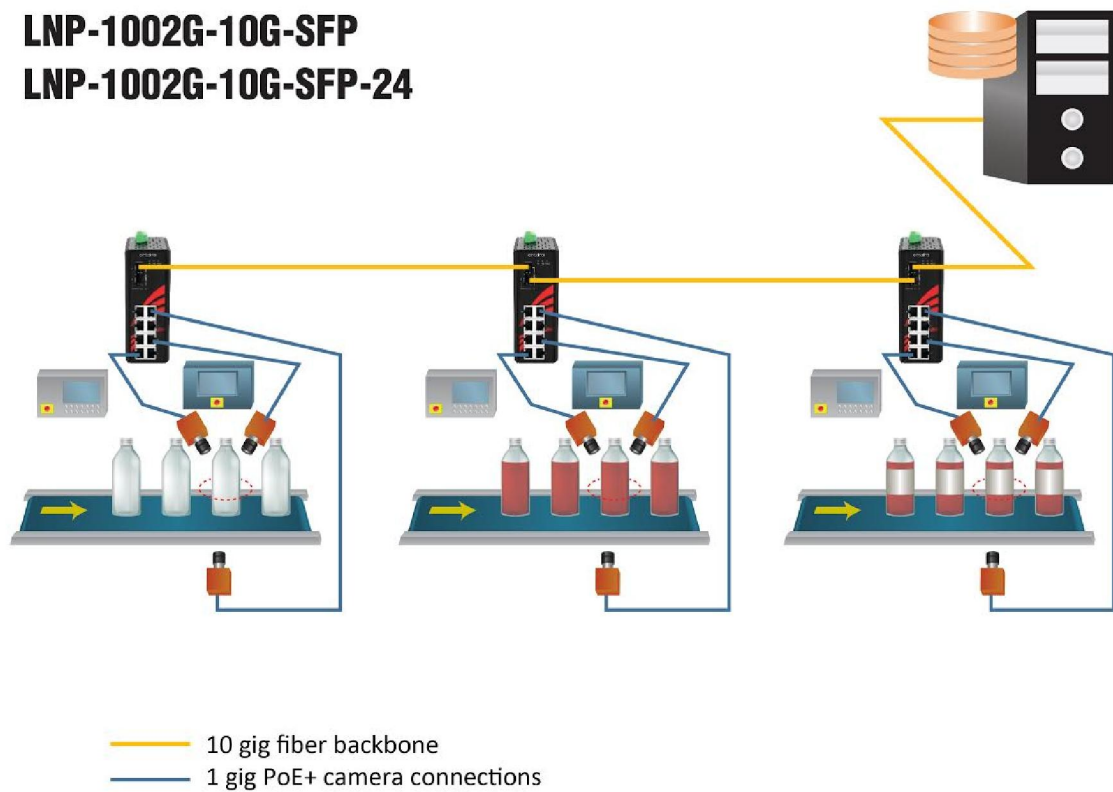 LNP-1002G-10G-SFP
LNP-1002G-10G-SFP-24
10 gig fiber backbone
1 gig PoE+ camera connections